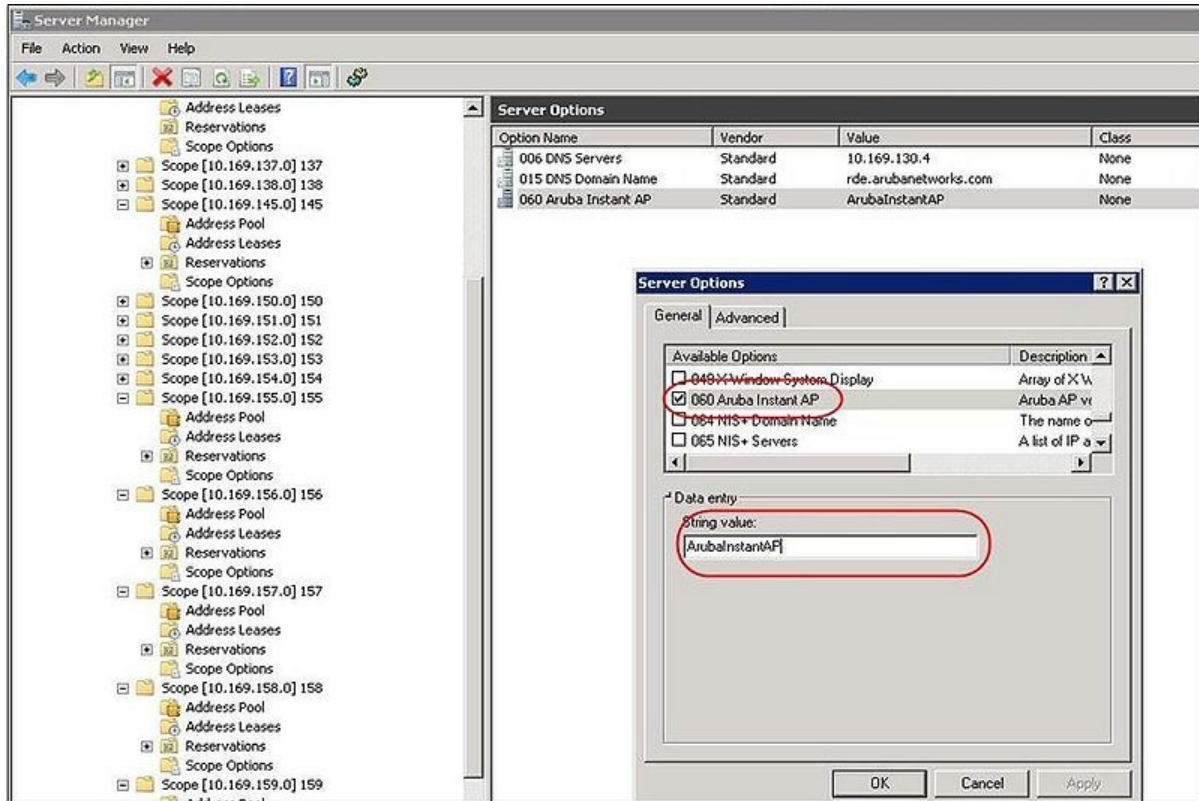 Server Manager
File Action View Help
Address Leases
Reservations
Scope Options
Scope [10.169.137.0] 137
Scope [10.169.138.0] 138
Scope [10.169.145.0] 145
Address Pool
Address Leases
Reservations
Scope Options
Scope [10.169.150.0] 150
Scope [10.169.151.0] 151
Scope [10.169.152.0] 152
Scope [10.169.153.0] 153
Scope [10.169.154.0] 154
Scope [10.169.155.0] 155
Address Pool
Address Leases
Reservations
Scope Options
Scope [10.169.156.0] 156
Address Pool
Address Leases
Reservations
Scope Options
Scope [10.169.157.0] 157
Address Pool
Address Leases
Reservations
Scope Options
Scope [10.169.158.0] 158
Address Pool
Address Leases
Reservations
Scope Options
Scope [10.169.159.0] 159
Server Options
Option Name Vendor Value Class
006 DNS Servers Standard 10.169.130.4 None
015 DNS Domain Name Standard rde.arubanetworks.com None
060 Aruba Instant AP Standard ArubaInstantAP None
Server Options
General Advanced
Available Options Description
049 X Window System Display Array of X W
060 Aruba Instant AP Aruba AP ve
064 NIS+ Domain Name The name o
065 NIS+ Servers A list of IP a
Data entry
String value:
ArubaInstantAP
OK Cancel Apply